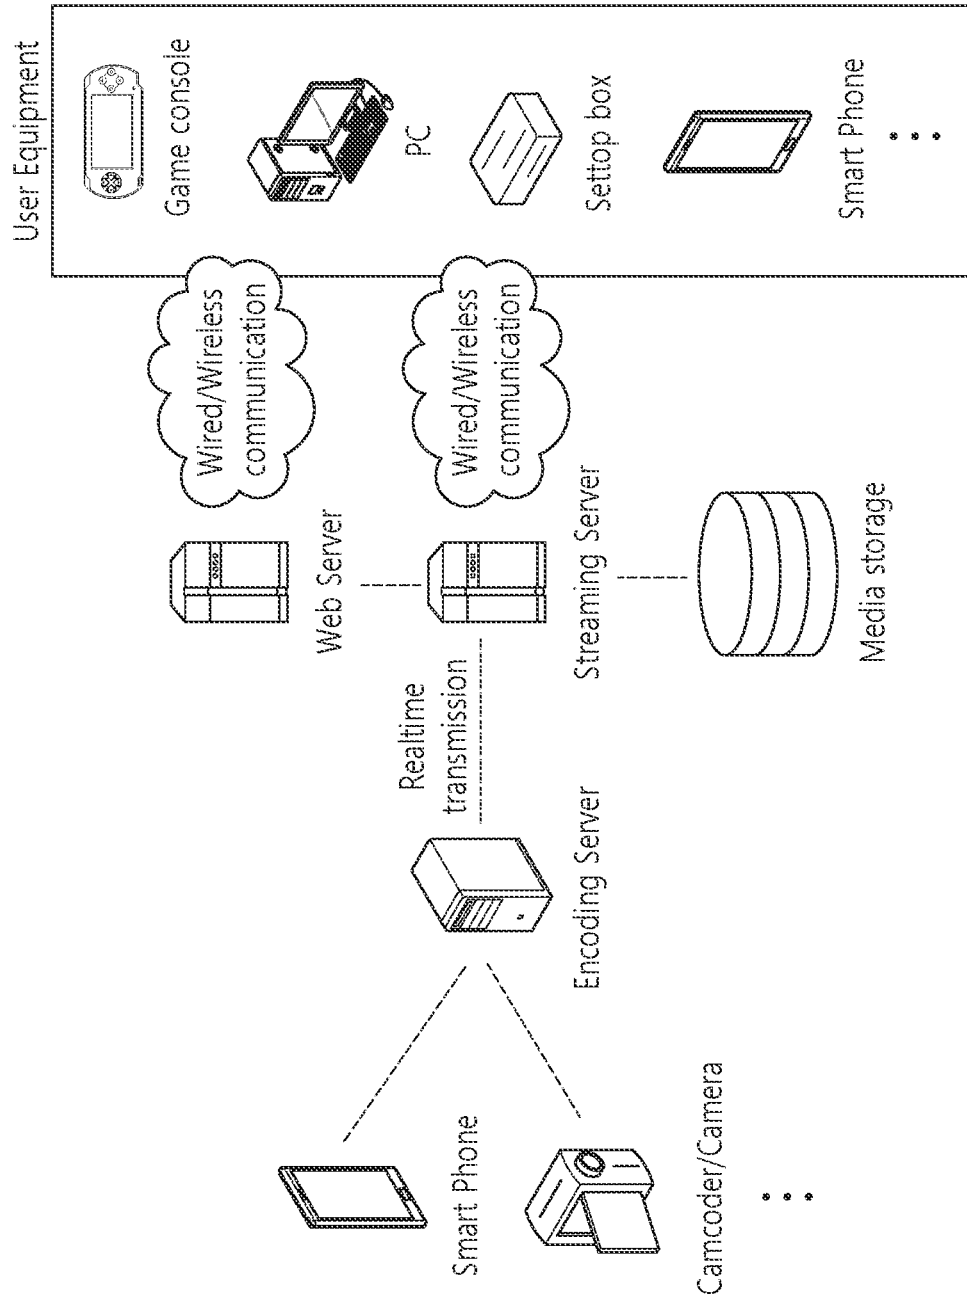 User Equipment
Game console
PC
Settop box
Smart Phone
Wired/Wireless
communication
Wired/Wireless
communication
Web Server
Streaming Server
Media storage
Realtime
transmission
Encoding Server
Smart Phone
Camcoder/Camera